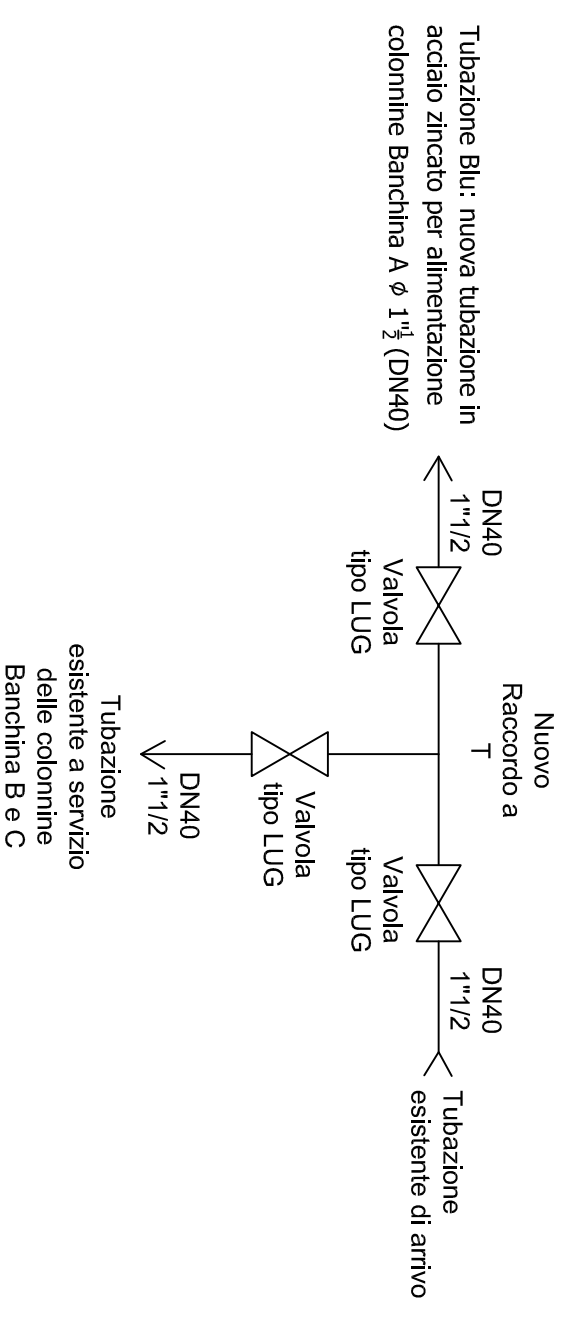 Tubazione Blu: nuova tubazione in
acciaio zincato per alimentazione
colonnine Banchina A ⌀ 1"1/2 (DN40)
DN40
1"1/2
Valvola
tipo LUG
Nuovo
Raccordo a
T
Valvola
tipo LUG
DN40
1"1/2
Tubazione
esistente di arrivo
Valvola
tipo LUG
DN40
1"1/2
Tubazione
esistente a servizio
delle colonnine
Banchina B e C